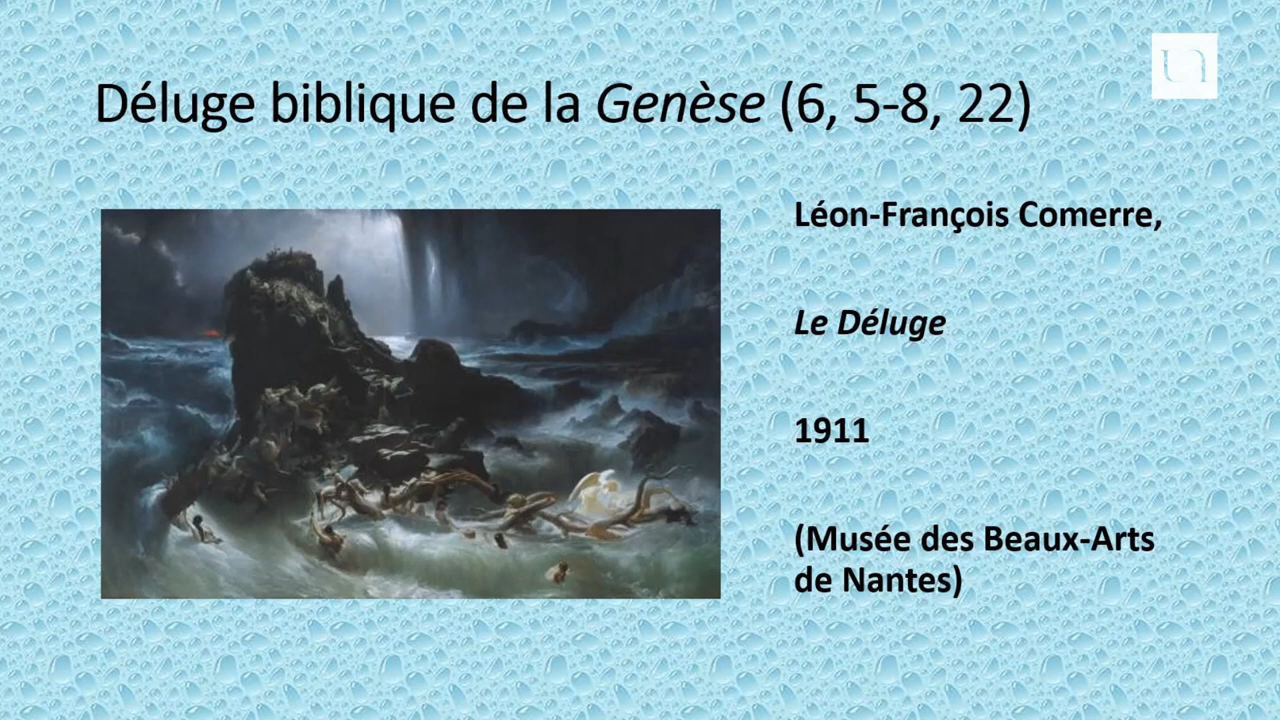 Déluge biblique de la Genèse (6, 5-8, 22)
Léon-François Comerre,
Le Déluge
1911
(Musée des Beaux-Arts
de Nantes)